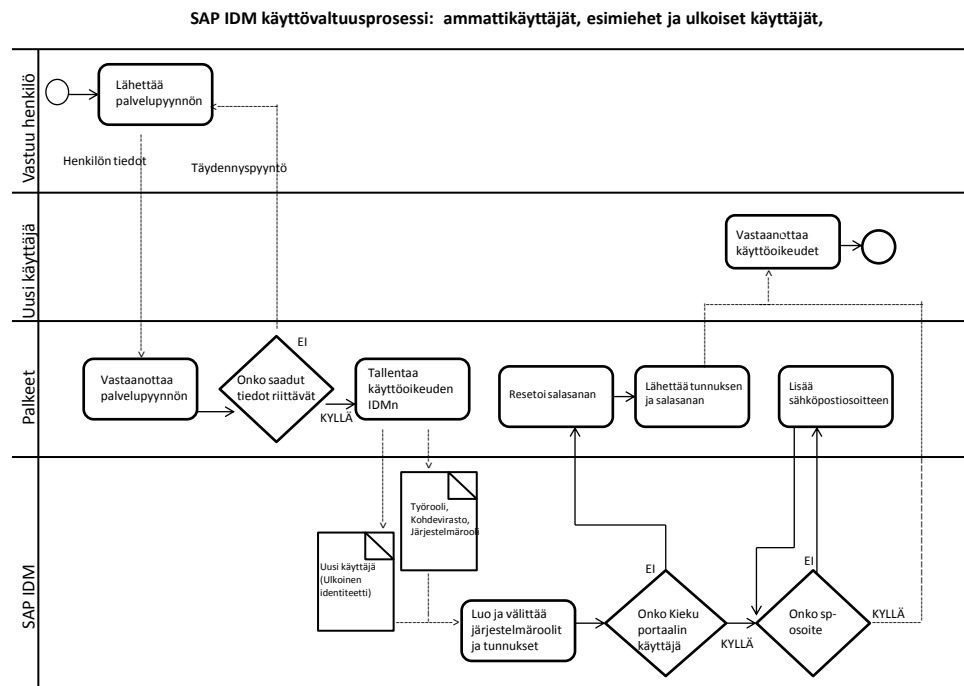 SAP IDM käyttövaltuusprosessi: ammattikäyttäjät, esimiehet ja ulkoiset käyttäjät,
Vastuu henkilö
Lähettää
palvelupyynnön
Henkilön tiedot
Täydennyspyyntö
Uusi käyttäjä
Vastaanottaa
käyttöoikeudet
Palkeet
Vastaanottaa
palvelupyynnön
Onko saadut
tiedot riittävät
EI
KYLLÄ
Tallentaa
käyttöoikeuden
IDMn
Resetoi salasanan
Lähettää tunnuksen
ja salasanan
Lisää
sähköpostiosoitteen
SAP IDM
Uusi käyttäjä
(Ulkoinen
identiteetti)
Työrooli,
Kohdevirasto,
Järjestelmärooli
Luo ja välittää
järjestelmäroolit
ja tunnukset
Onko Kieku
portaalin
käyttäjä
EI
KYLLÄ
Onko sp-
osoite
EI
KYLLÄ